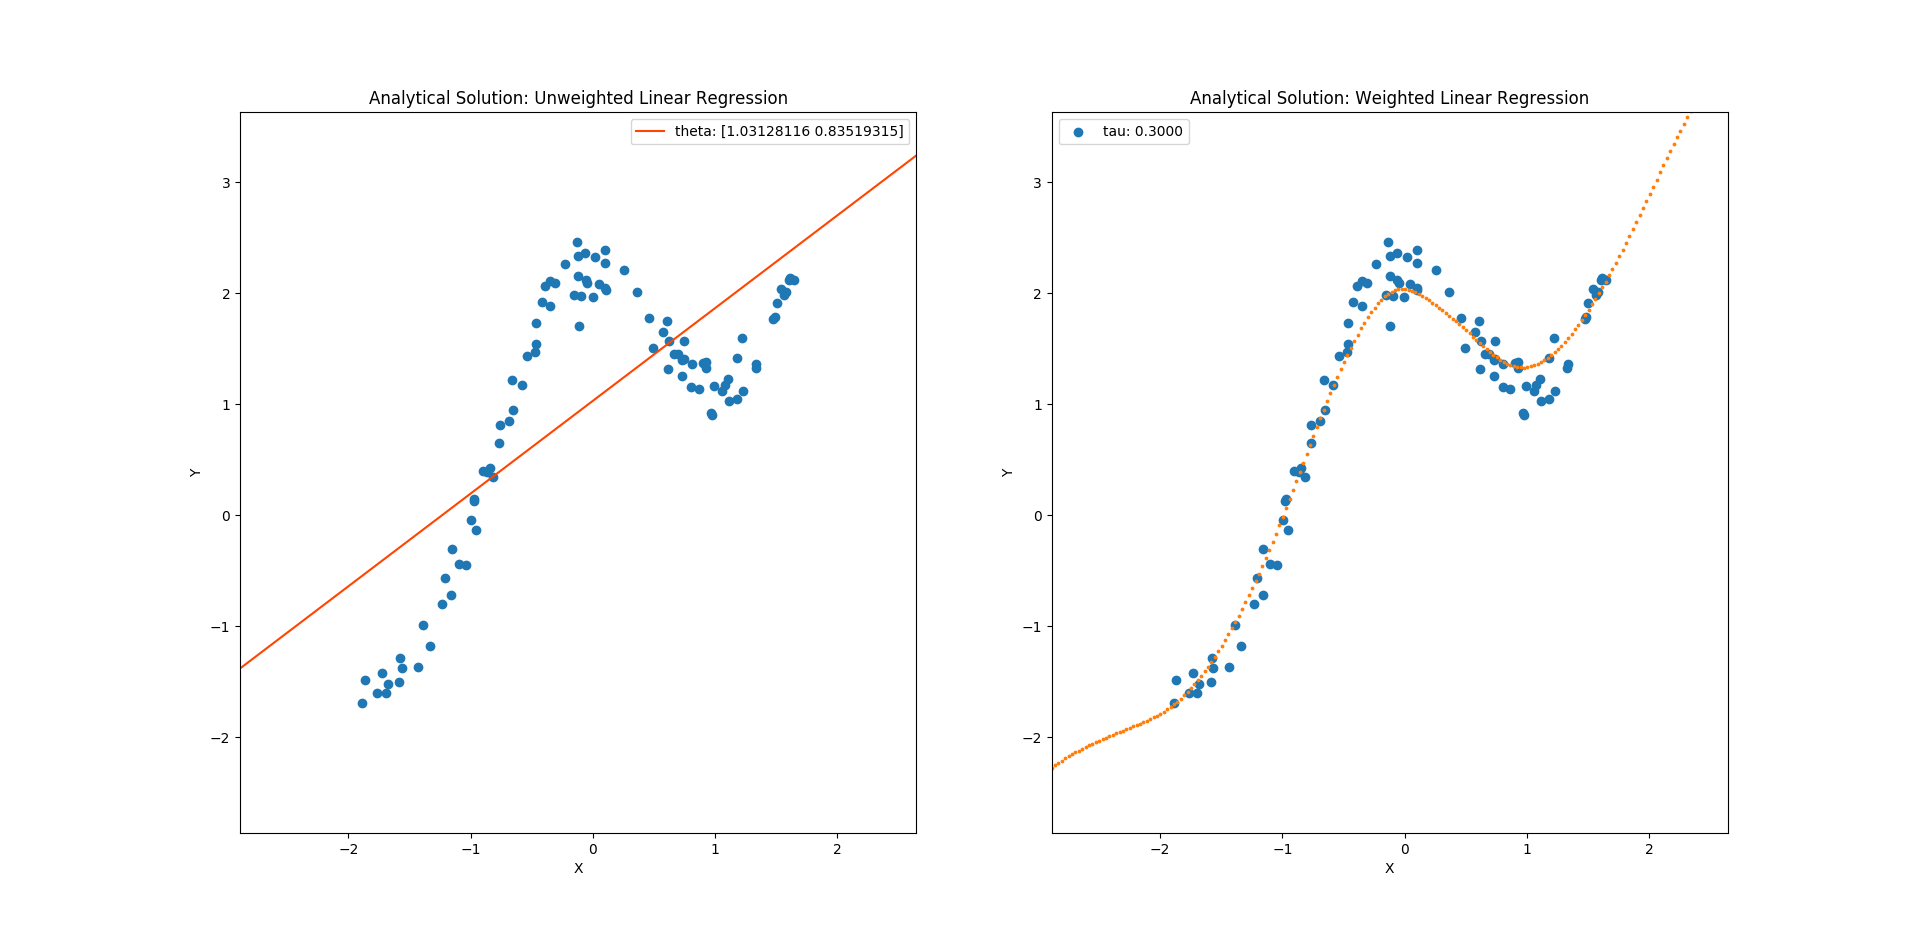 Analytical Solution: Unweighted Linear Regression
theta: [1.03128116 0.83519315]
3
2
1
0
−1
−2
Y
−2 −1 0 1 2
X
Analytical Solution: Weighted Linear Regression
tau: 0.3000
3
2
1
0
−1
−2
Y
−2 −1 0 1 2
X